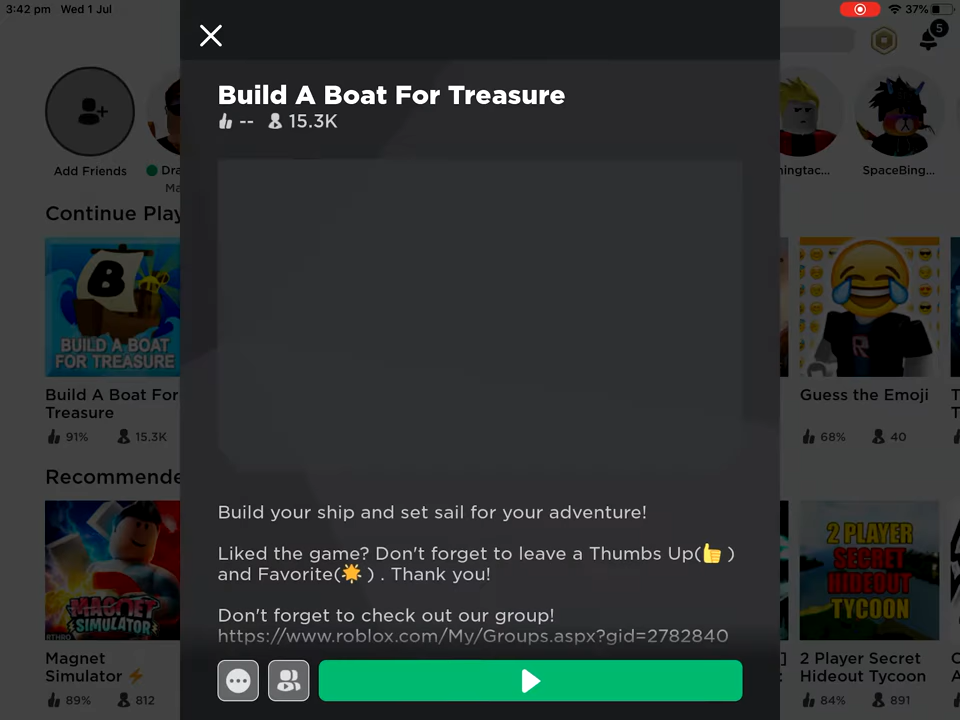 3:42 pm Wed 1 Jul
37%
5
Build A Boat For Treasure
-- 15.3K
Add Friends
Dra
Ma
ningtac...
SpaceBing...
Continue Play
B
BUILD A BOAT
FOR TREASURE
Build A Boat For
Treasure
91% 15.3K
R
Guess the Emoji
68% 40
Build your ship and set sail for your adventure!
Liked the game? Don't forget to leave a Thumbs Up(👍)
and Favorite(🌟) . Thank you!
Don't forget to check out our group!
https://www.roblox.com/My/Groups.aspx?gid=2782840
Recommende
MAGNET
SIMULATOR
Magnet
Simulator ⚡
89% 812
2 PLAYER
SECRET
HIDEOUT
TYCOON
]
2 Player Secret
Hideout Tycoon
84% 891